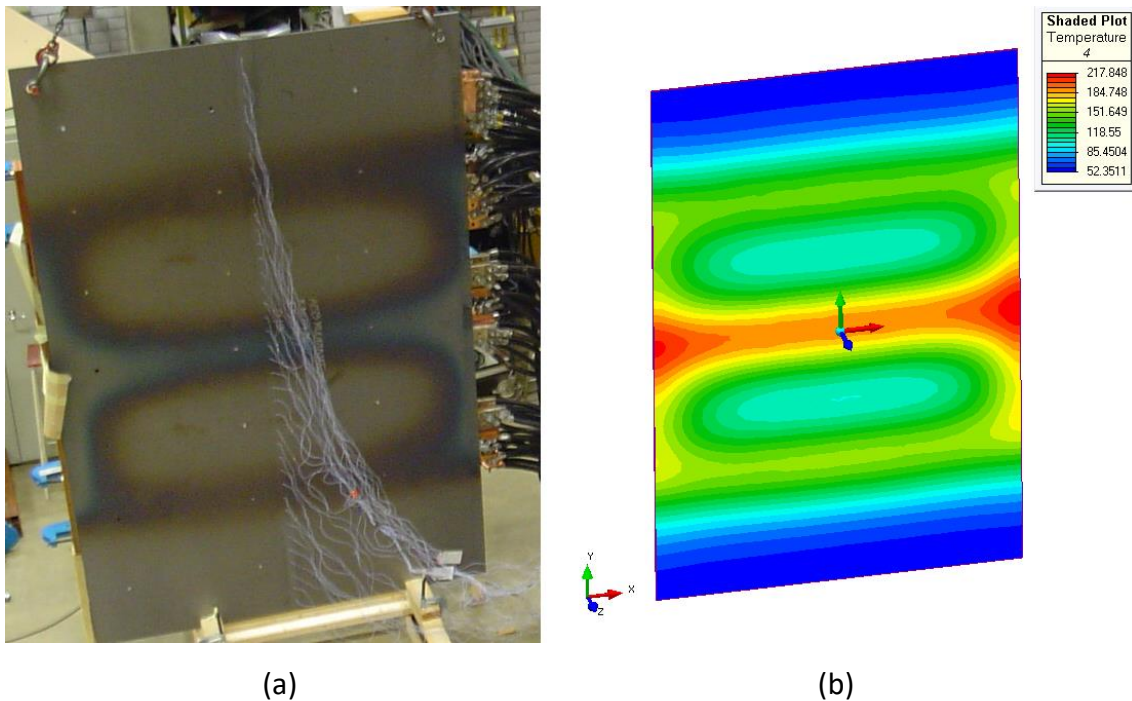 Shaded Plot
Temperature
4
217.848
184.748
151.649
118.55
85.4504
52.3511
Y
X
Z
(a)
(b)